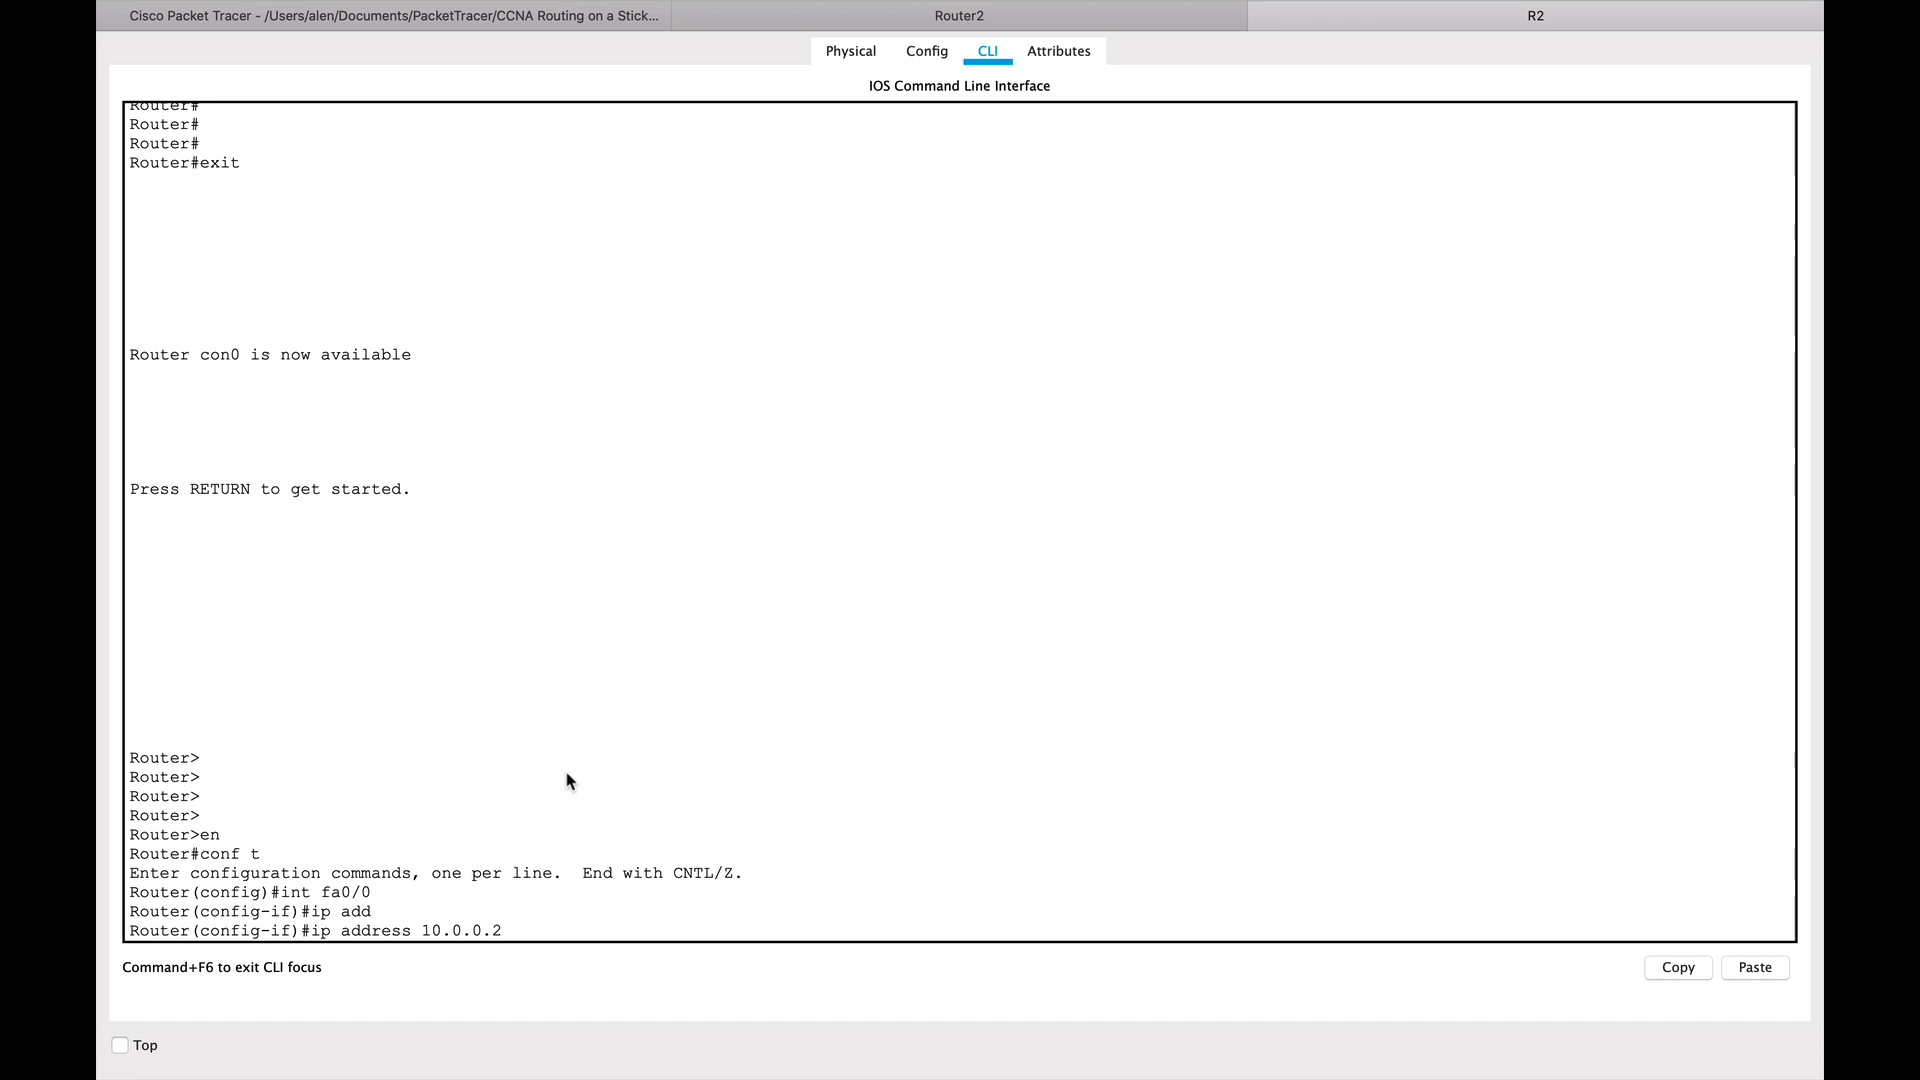 Cisco Packet Tracer - /Users/alen/Documents/PacketTracer/CCNA Routing on a Stick...
Router2
R2
Physical
Config
CLI
Attributes
IOS Command Line Interface
Router#
Router#
Router#
Router#exit
Router con0 is now available
Press RETURN to get started.
Router>
Router>
Router>
Router>
Router>en
Router#conf t
Enter configuration commands, one per line.  End with CNTL/Z.
Router(config)#int fa0/0
Router(config-if)#ip add
Router(config-if)#ip address 10.0.0.2
Command+F6 to exit CLI focus
Copy
Paste
Top